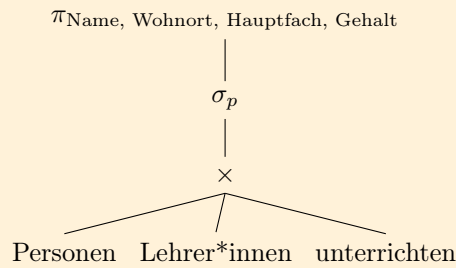 πName, Wohnort, Hauptfach, Gehalt
σp
×
Personen Lehrer*innen unterrichten